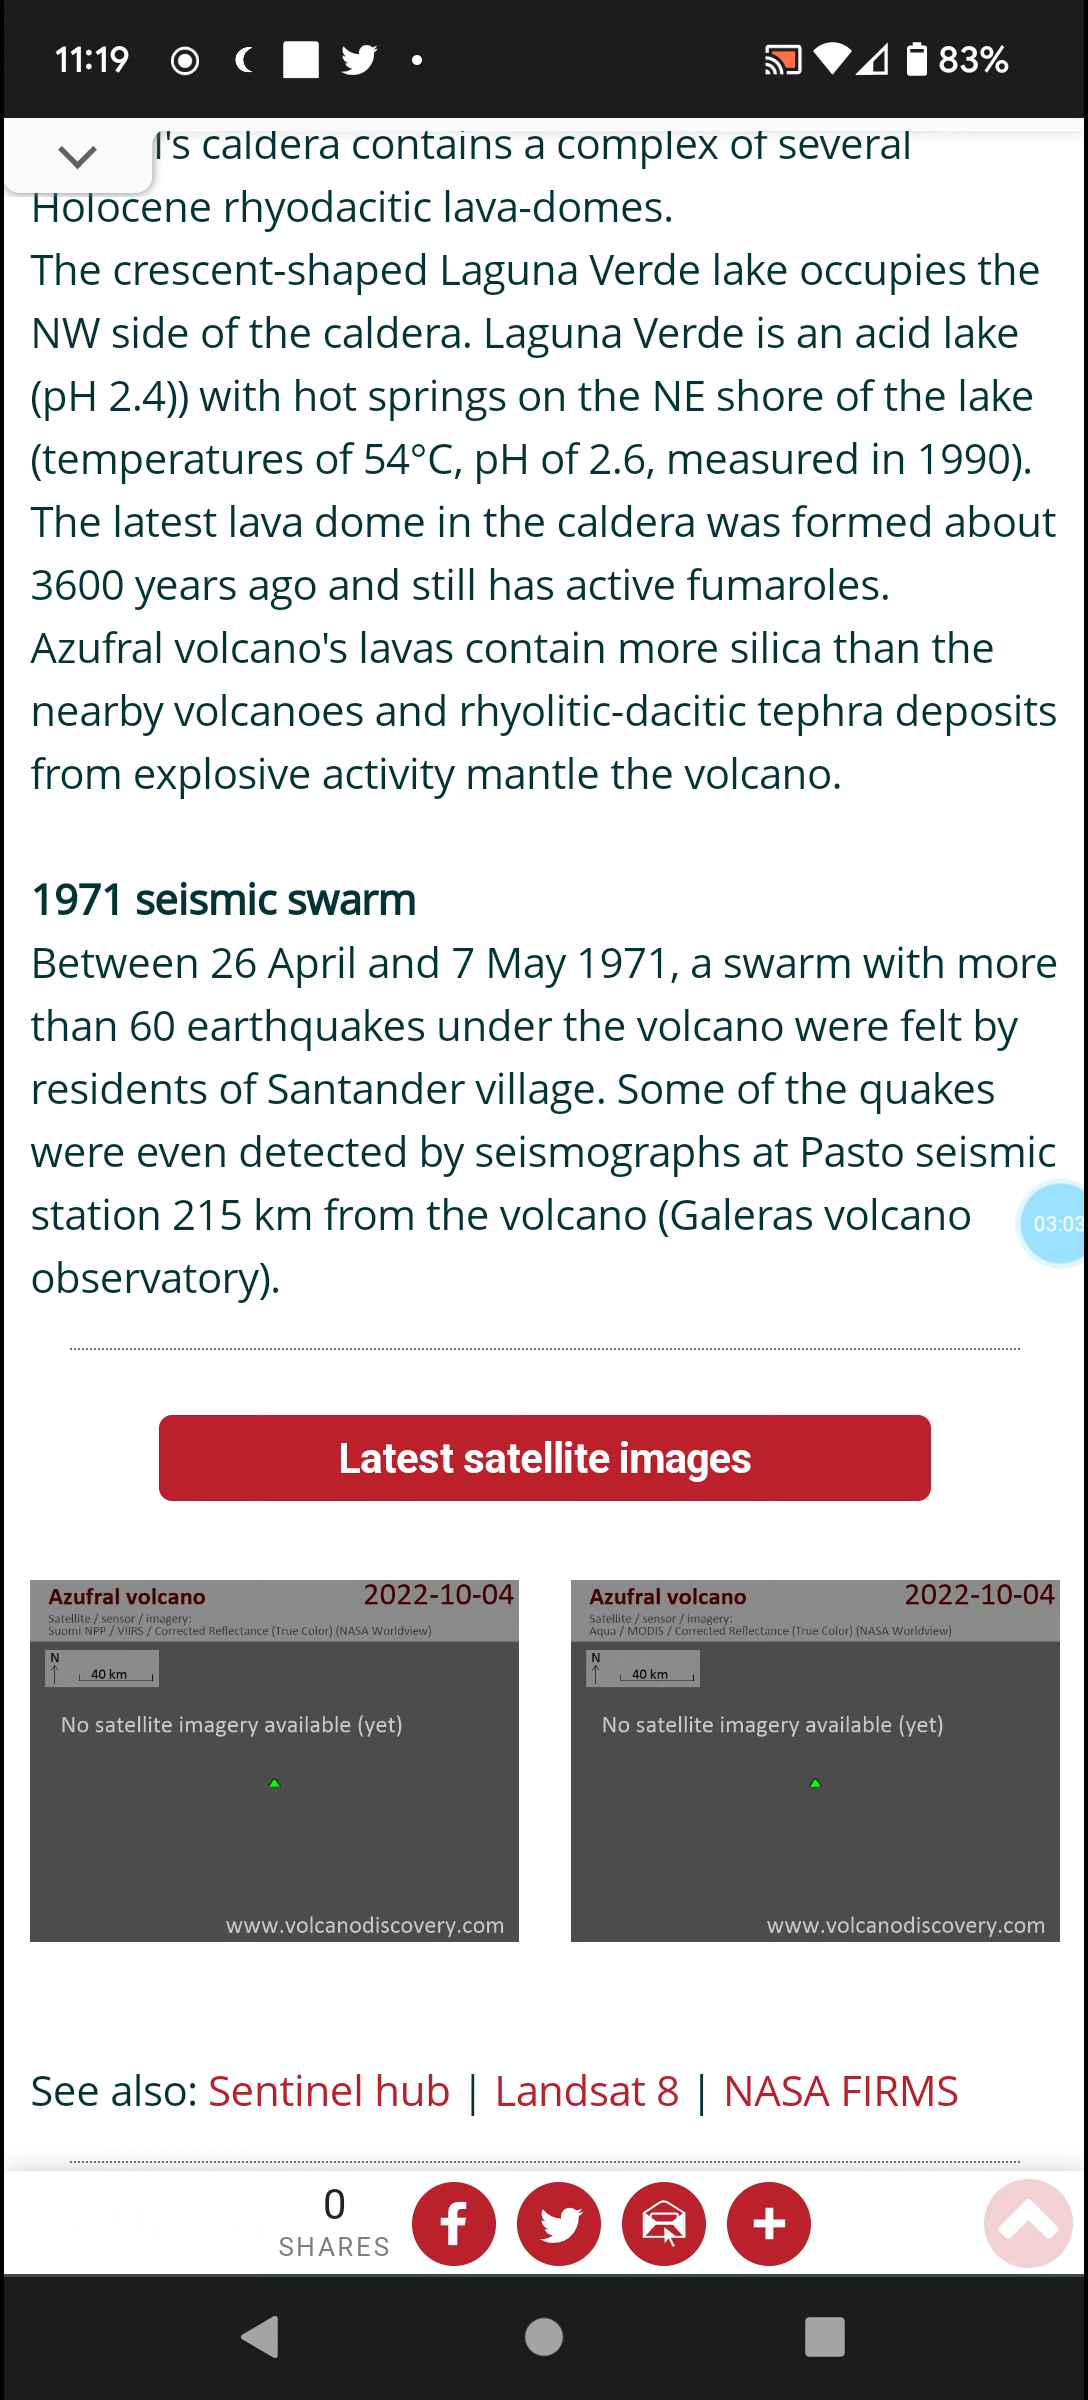 11:19
83%
l's caldera contains a complex of several
Holocene rhyodacitic lava-domes.
The crescent-shaped Laguna Verde lake occupies the
NW side of the caldera. Laguna Verde is an acid lake
(pH 2.4)) with hot springs on the NE shore of the lake
(temperatures of 54°C, pH of 2.6, measured in 1990).
The latest lava dome in the caldera was formed about
3600 years ago and still has active fumaroles.
Azufral volcano's lavas contain more silica than the
nearby volcanoes and rhyolitic-dacitic tephra deposits
from explosive activity mantle the volcano.
1971 seismic swarm
Between 26 April and 7 May 1971, a swarm with more
than 60 earthquakes under the volcano were felt by
residents of Santander village. Some of the quakes
were even detected by seismographs at Pasto seismic
station 215 km from the volcano (Galeras volcano
observatory).
03:03
Latest satellite images
Azufral volcano 2022-10-04
Satellite / sensor / imagery:
Suomi NPP / VIIRS / Corrected Reflectance (True Color) (NASA Worldview)
N
40 km
No satellite imagery available (yet)
www.volcanodiscovery.com
Azufral volcano 2022-10-04
Satellite / sensor / imagery:
Aqua / MODIS / Corrected Reflectance (True Color) (NASA Worldview)
N
40 km
No satellite imagery available (yet)
www.volcanodiscovery.com
See also: Sentinel hub | Landsat 8 | NASA FIRMS
0
SHARES